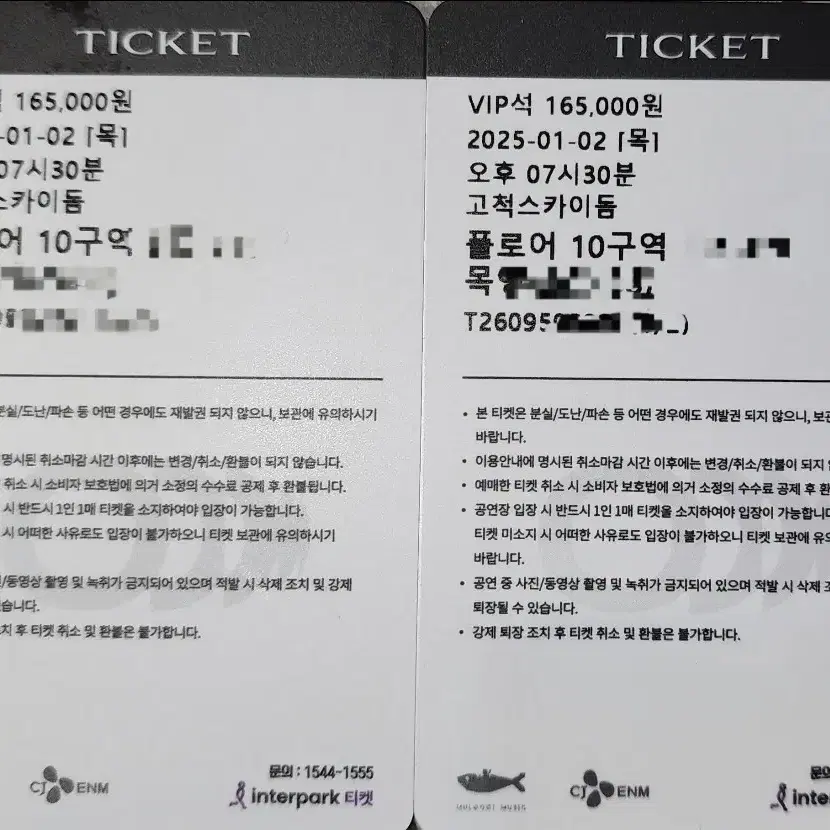 TICKET
165,000원
-01-02 [목]
07시30분
스카이돔
어 10구역
분실/도난/파손 등 어떤 경우에도 재발권 되지 않으니, 보관에 유의하시기
명시된 취소마감 시간 이후에는 변경/취소/환불이 되지 않습니다.
취소 시 소비자 보호법에 의거 소정의 수수료 공제 후 환불됩니다.
시 반드시 1인 1매 티켓을 소지하여야 입장이 가능합니다.
시 어떠한 사유로도 입장이 불가하오니 티켓 보관에 유의하시기
/동영상 촬영 및 녹취가 금지되어 있으며 적발 시 삭제 조치 및 강제
습니다.
치 후 티켓 취소 및 환불은 불가합니다.
CJ ENM
문의 : 1544-1555
interpark 티켓
TICKET
VIP석 165,000원
2025-01-02 [목]
오후 07시30분
고척스카이돔
플로어 10구역
목
T26095
• 본 티켓은 분실/도난/파손 등 어떤 경우에도 재발권 되지 않으니, 보관
바랍니다.
• 이용안내에 명시된 취소마감 시간 이후에는 변경/취소/환불이 되지
• 예매한 티켓 취소 시 소비자 보호법에 의거 소정의 수수료 공제 후 환
• 공연장 입장 시 반드시 1인 1매 티켓을 소지하여야 입장이 가능합니다
티켓 미소지 시 어떠한 사유로도 입장이 불가하오니 티켓 보관에 유의
바랍니다.
• 공연 중 사진/동영상 촬영 및 녹취가 금지되어 있으며 적발 시 삭제 조
퇴장될 수 있습니다.
• 강제 퇴장 조치 후 티켓 취소 및 환불은 불가합니다.
CJ ENM
문의
inte